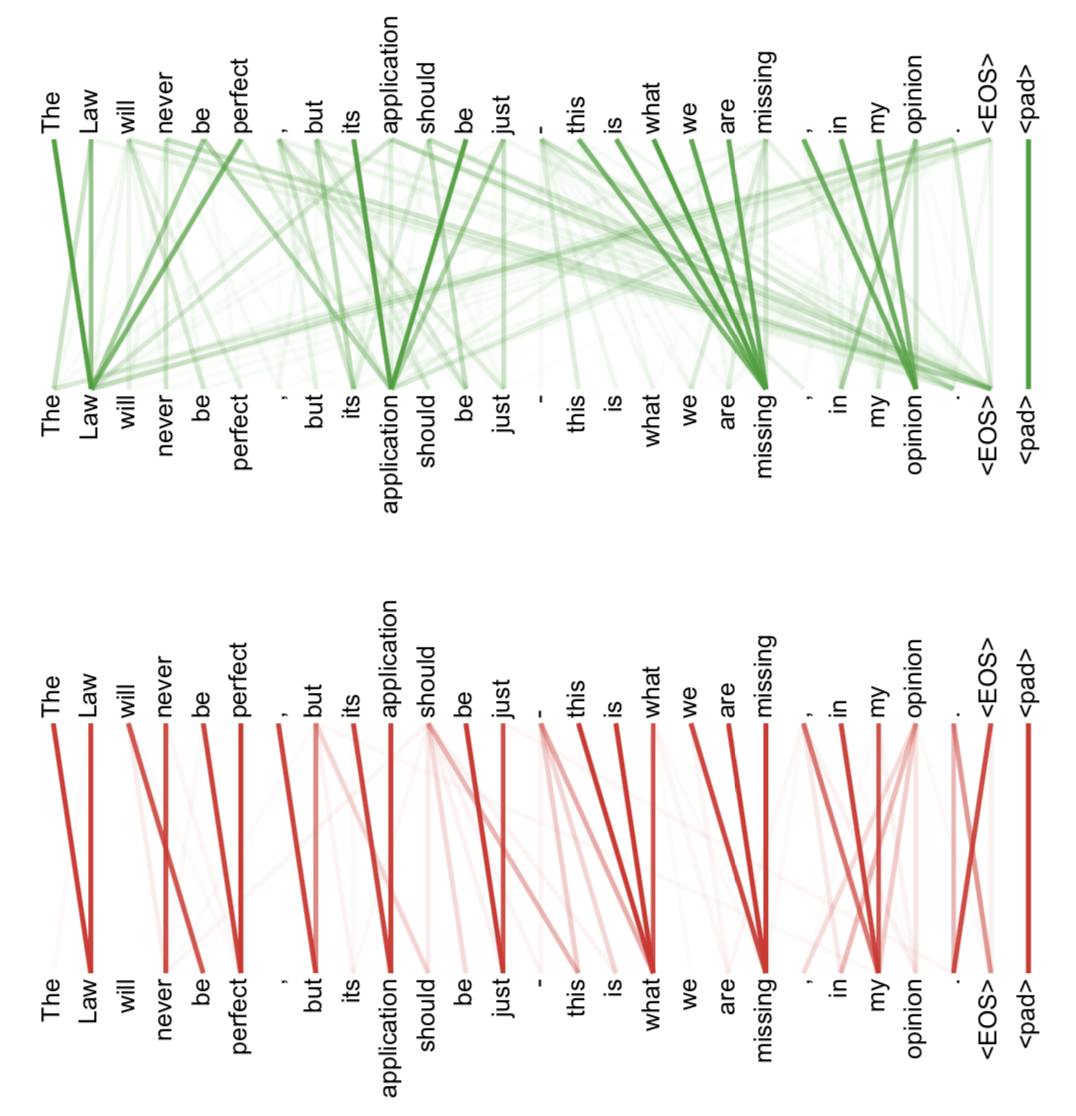 The Law will never be perfect , but its application should be just - this is what we are missing , in my opinion . <EOS> <pad>
The Law will never be perfect , but its application should be just - this is what we are missing , in my opinion . <EOS> <pad>
The Law will never be perfect , but its application should be just - this is what we are missing , in my opinion . <EOS> <pad>
The Law will never be perfect , but its application should be just - this is what we are missing , in my opinion . <EOS> <pad>